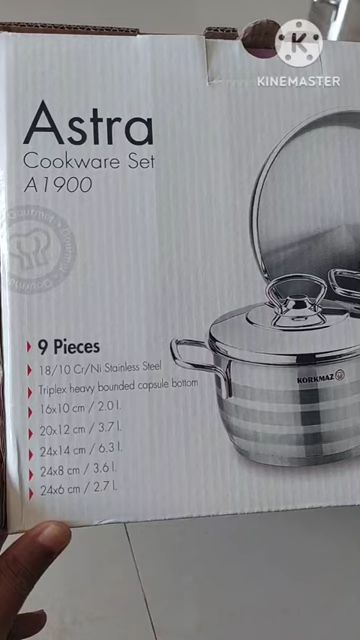 KINEMASTER
Astra
Cookware Set
A1900
Gourmet
9 Pieces
18/10 Cr/Ni Stainless Steel
Triplex heavy bounded capsule bottom
16x10 cm / 2.0 l.
20x12 cm / 3.7 l.
24x14 cm / 6.3 l.
24x8 cm / 3.6 l.
24x6 cm / 2.7 l.
KORKMAZ